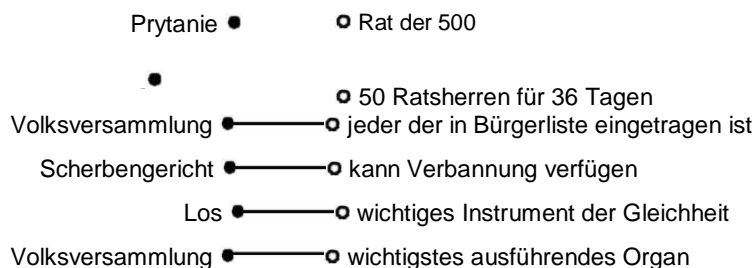 Prytanie Rat der 500
50 Ratsherren für 36 Tagen
Volksversammlung jeder der in Bürgerliste eingetragen ist
Scherbengericht kann Verbannung verfügen
Los wichtiges Instrument der Gleichheit
Volksversammlung wichtigstes ausführendes Organ